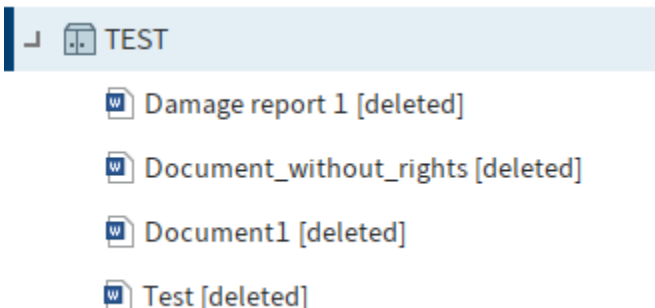 TEST
Damage report 1 [deleted]
Document_without_rights [deleted]
Document1 [deleted]
Test [deleted]